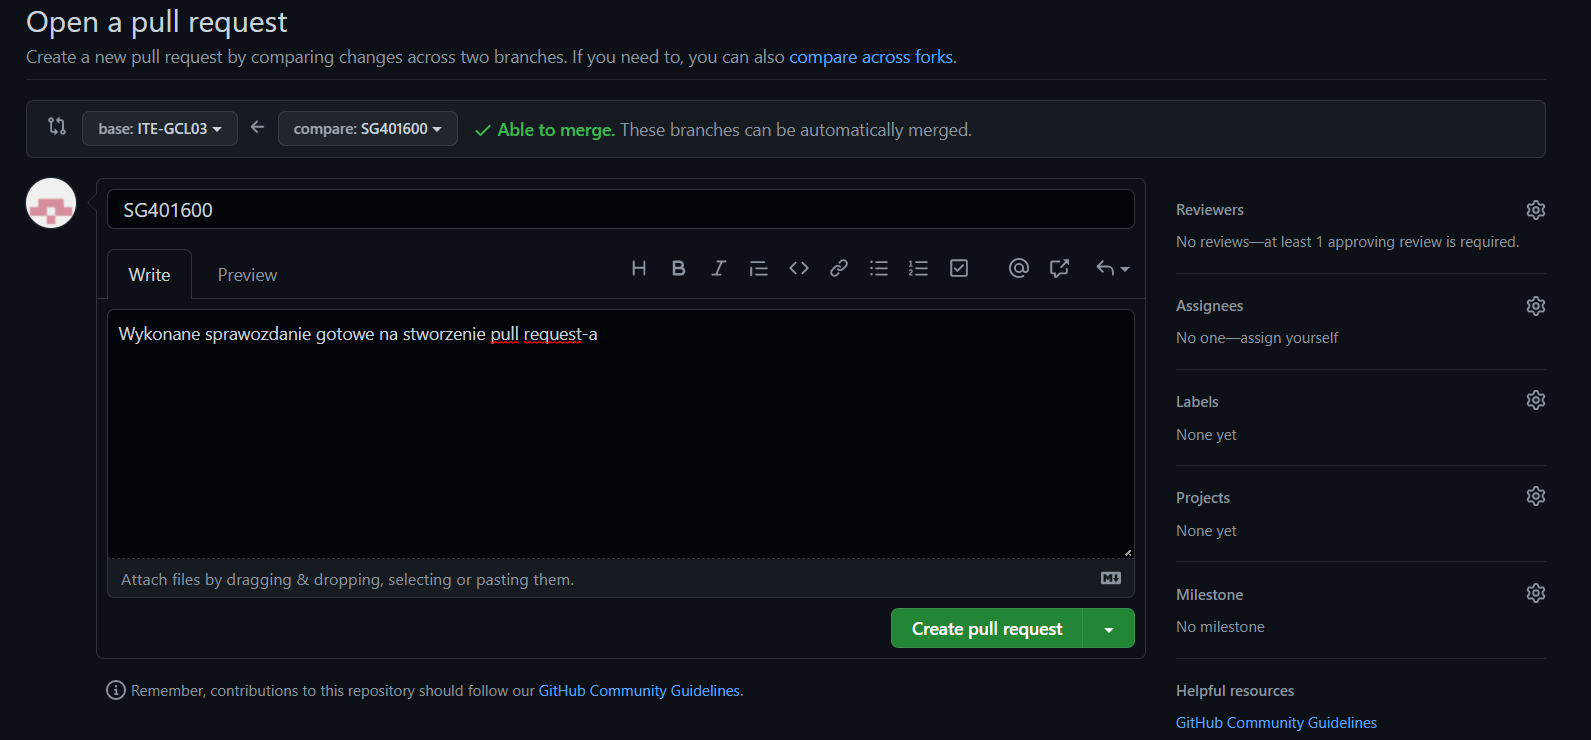 Open a pull request
Create a new pull request by comparing changes across two branches. If you need to, you can also compare across forks.
base: ITE-GCL03
compare: SG401600
Able to merge. These branches can be automatically merged.
SG401600
Write
Preview
Wykonane sprawozdanie gotowe na stworzenie pull request-a
Attach files by dragging & dropping, selecting or pasting them.
Create pull request
Remember, contributions to this repository should follow our GitHub Community Guidelines.
Reviewers
No reviews—at least 1 approving review is required.
Assignees
No one—assign yourself
Labels
None yet
Projects
None yet
Milestone
No milestone
Helpful resources
GitHub Community Guidelines